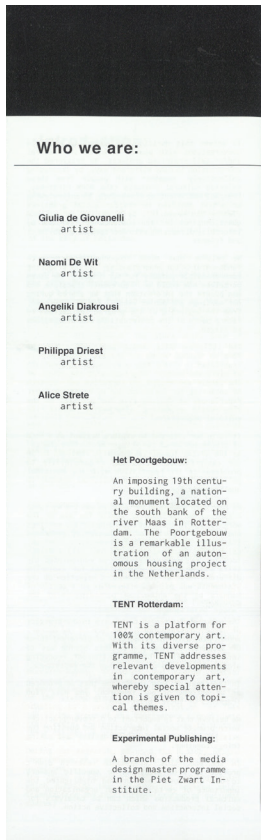 Who we are:
Giulia de Giovanelli
artist
Naomi De Wit
artist
Angeliki Diakrousi
artist
Philippa Driest
artist
Alice Strete
artist
Het Poortgebouw:
An imposing 19th centu-
ry building, a nation-
al monument located on
the south bank of the
river Maas in Rotter-
dam. The Poortgebouw
is a remarkable illus-
tration of an auton-
omous housing project
in the Netherlands.
TENT Rotterdam:
TENT is a platform for
100% contemporary art.
With its diverse pro-
gramme, TENT addresses
relevant developments
in contemporary art,
whereby special atten-
tion is given to topi-
cal themes.
Experimental Publishing:
A branch of the media
design master programme
in the Piet Zwart In-
stitute.